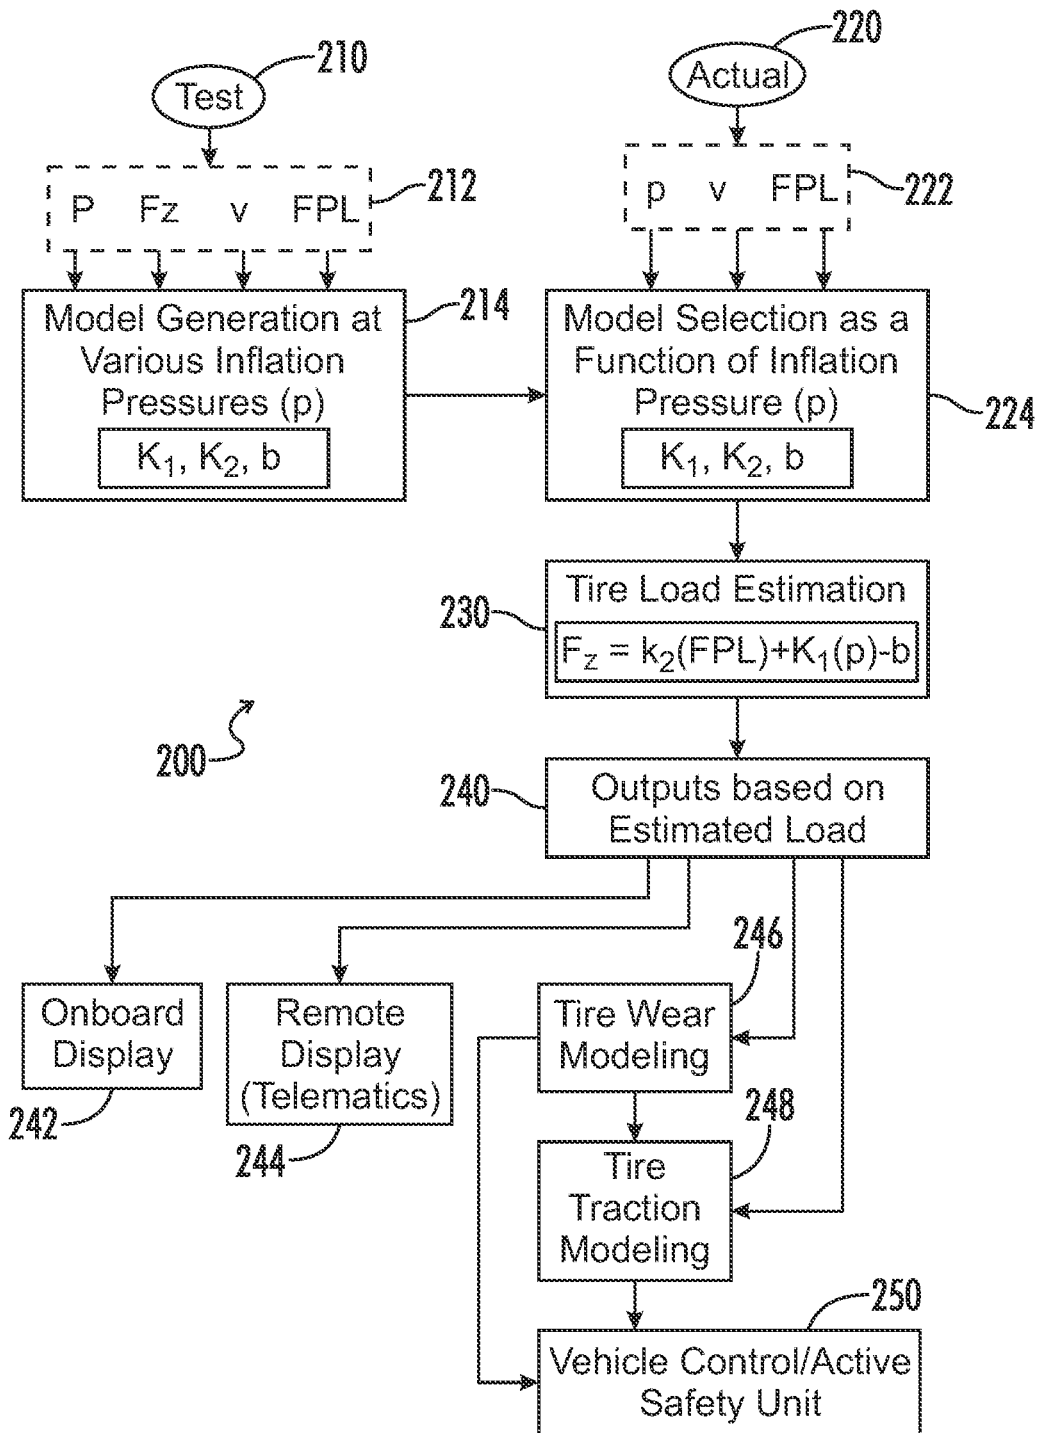 210
Test
220
Actual
P Fz v FPL
212
p v FPL
222
Model Generation at
Various Inflation
Pressures (p)
K₁, K₂, b
214
Model Selection as a
Function of Inflation
Pressure (p)
K₁, K₂, b
224
Tire Load Estimation
F_z = k₂(FPL)+K₁(p)-b
230
200
Outputs based on
Estimated Load
240
Onboard
Display
242
Remote
Display
(Telematics)
244
246
Tire Wear
Modeling
248
Tire
Traction
Modeling
250
Vehicle Control/Active
Safety Unit